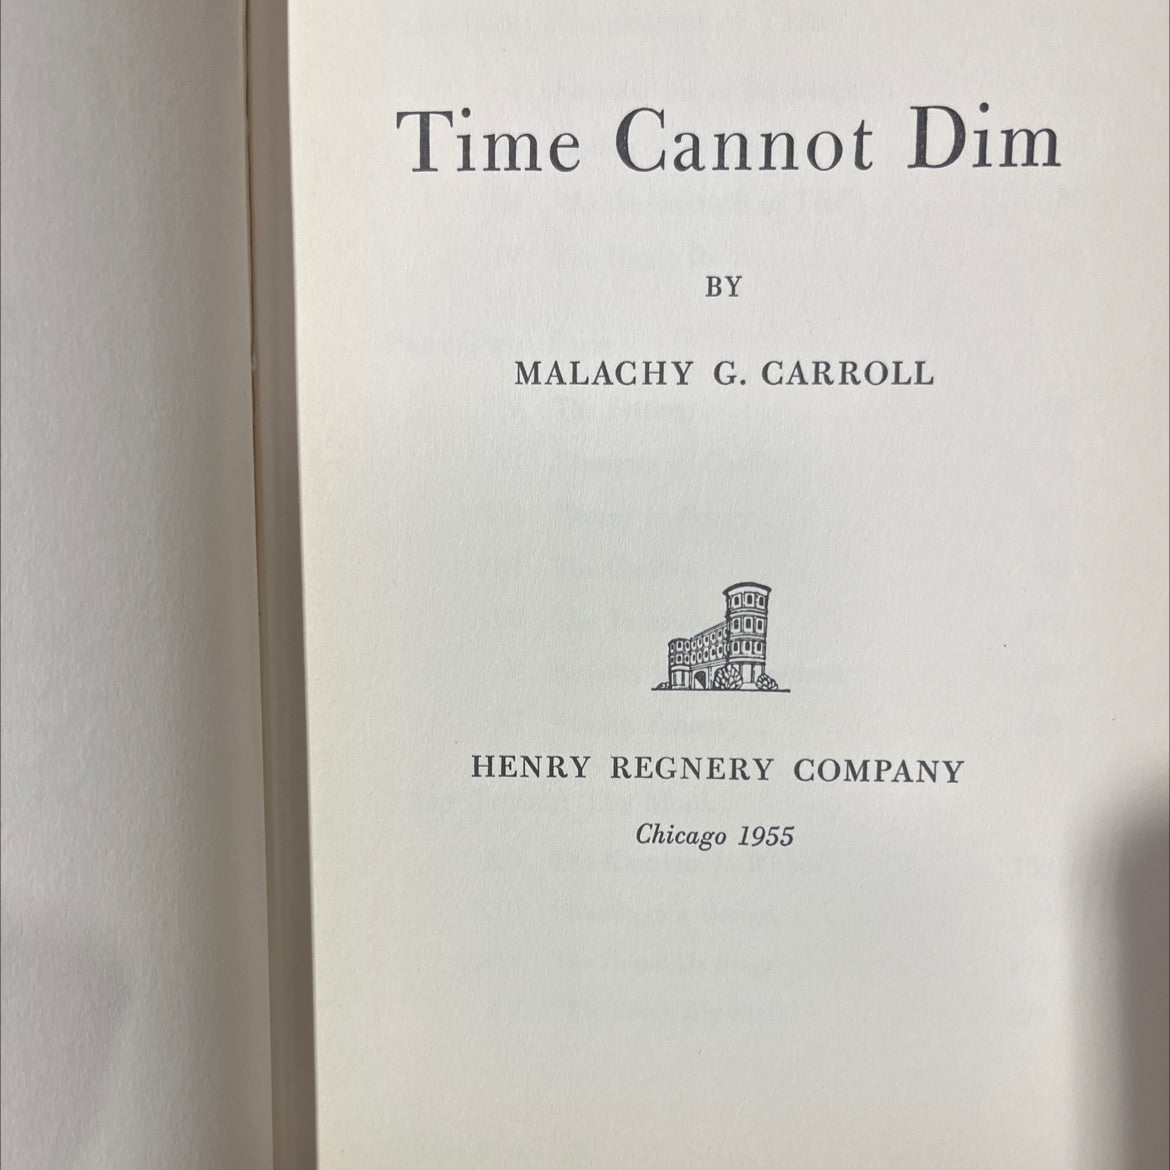 Time Cannot Dim
BY
MALACHY G. CARROLL
HENRY REGNERY COMPANY
Chicago 1955